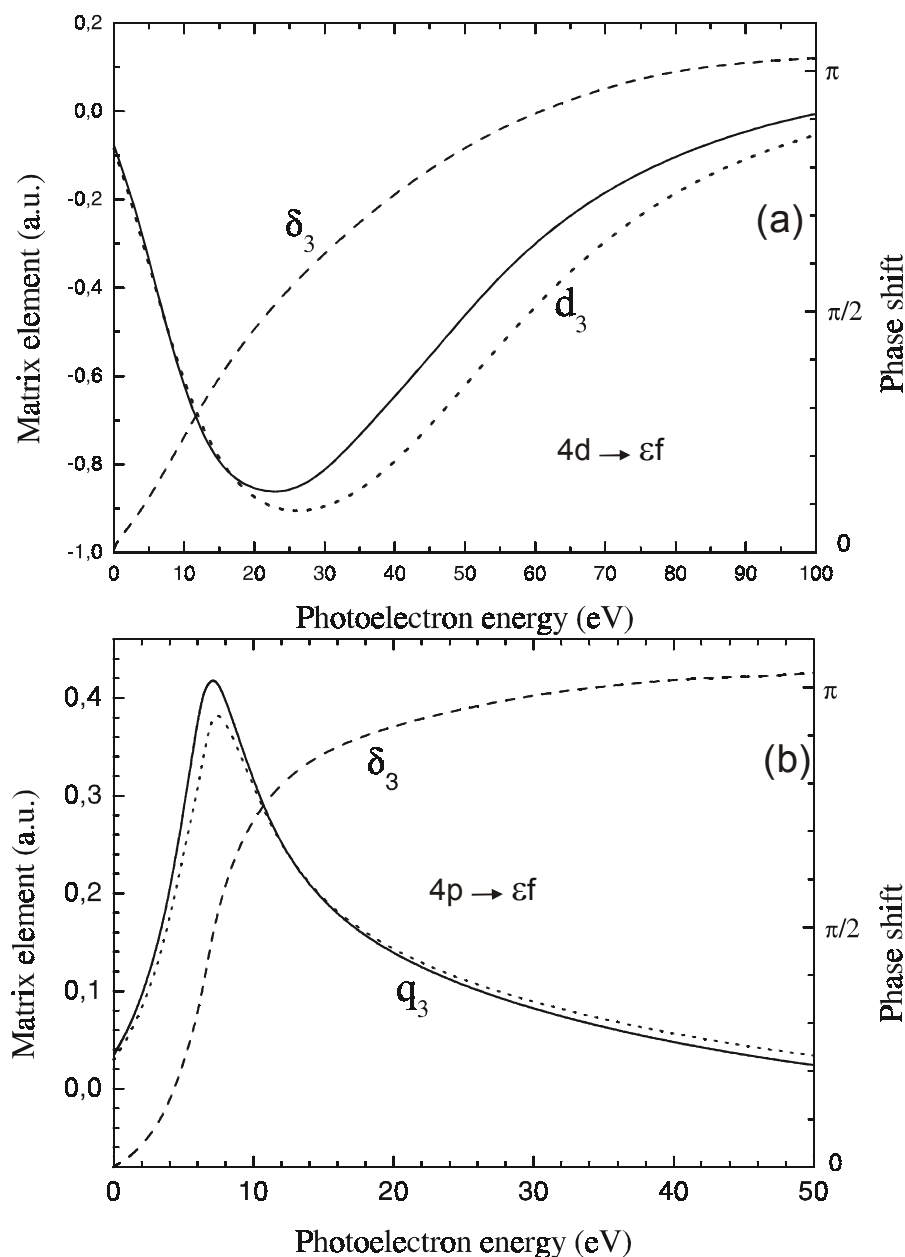 0,2
0,0
-0,2
-0,4
-0,6
-0,8
-1,0
Matrix element (a.u.)
0 10 20 30 40 50 60 70 80 90 100
Photoelectron energy (eV)
π
π/2
0
Phase shift
(a)
δ3
d3
4d → εf
0,4
0,3
0,2
0,1
0,0
Matrix element (a.u.)
0 10 20 30 40 50
Photoelectron energy (eV)
π
π/2
0
Phase shift
(b)
δ3
4p → εf
q3